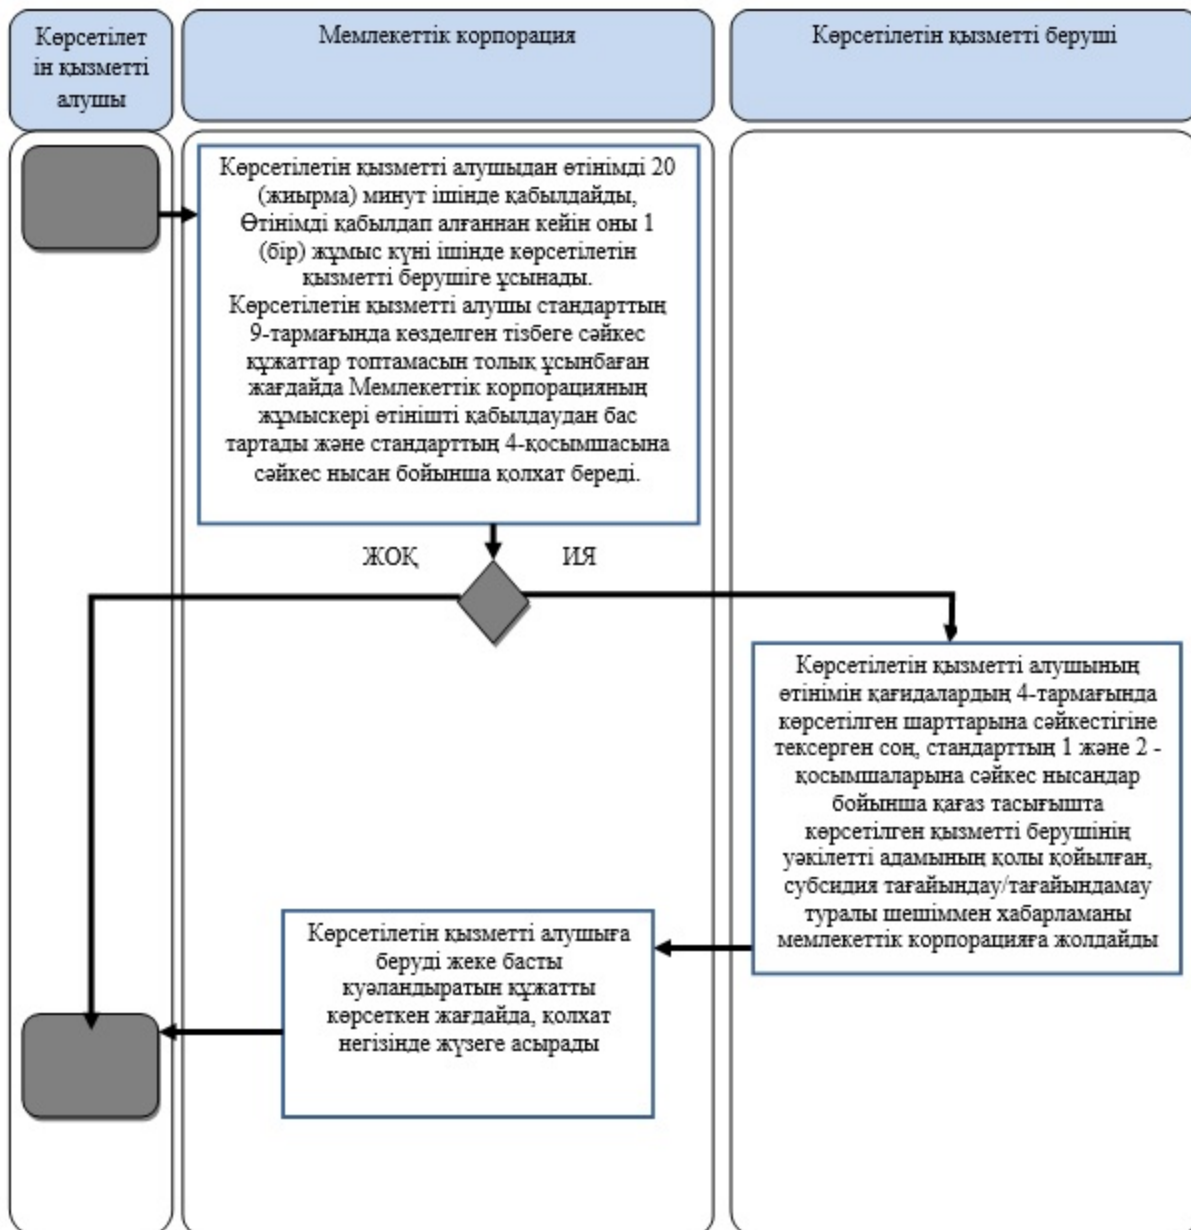 Көрсетілет
ін қызметті
алушы
Мемлекеттік корпорация
Көрсетілетін қызметті беруші
Көрсетілетін қызметті алушыдан өтінімді 20
(жиырма) минут ішінде қабылдайды,
Өтінімді қабылдап алғаннан кейін оны 1
(бір) жұмыс күні ішінде көрсетілетін
қызметті берушіге ұсынады.
Көрсетілетін қызметті алушы стандарттың
9-тармағында көзделген тізбеге сәйкес
құжаттар топтамасын толық ұсынбаған
жағдайда Мемлекеттік корпорацияның
жұмыскері өтінішті қабылдаудан бас
тартады және стандарттың 4-қосымшасына
сәйкес нысан бойынша қолхат береді.
ЖОҚ
ИЯ
Көрсетілетін қызметті алушының
өтінімін қағидалардың 4-тармағында
көрсетілген шарттарына сәйкестігіне
тексерген соң, стандарттың 1 және 2 -
қосымшаларына сәйкес нысандар
бойынша қағаз тасығышта
көрсетілген қызметті берушінің
уәкілетті адамының қолы қойылған,
субсидия тағайындау/тағайындамау
туралы шешіммен хабарламаны
мемлекеттік корпорацияға жолдайды
Көрсетілетін қызметті алушыға
беруді жеке басты
куәландыратын құжатты
көрсеткен жағдайда, қолхат
негізінде жүзеге асырады